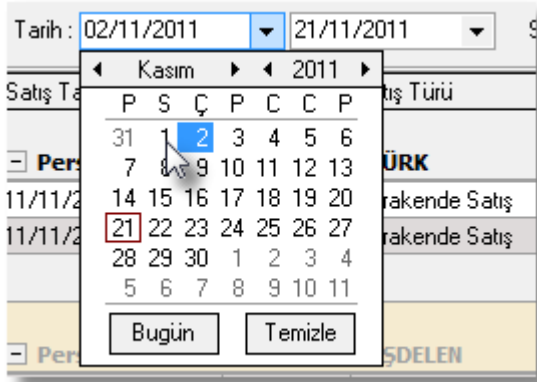 Tarih : 02/11/2011 21/11/2011
Kasım 2011
Satış Ta tış Türü
P S Ç P C C P
31 1 2 3 4 5 6
Pers ÜRK
7 8 9 10 11 12 13
11/11/2 14 15 16 17 18 19 20 rakende Satış
11/11/2 21 22 23 24 25 26 27 rakende Satış
28 29 30 1 2 3 4
5 6 7 8 9 10 11
Bugün Temizle
Pers ŞDELEN